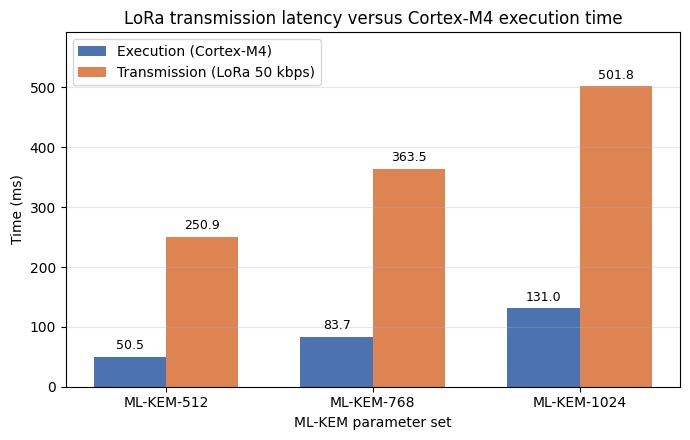 LoRa transmission latency versus Cortex-M4 execution time
Execution (Cortex-M4)
Transmission (LoRa 50 kbps)
Time (ms)
500
400
300
200
100
0
50.5
250.9
83.7
363.5
131.0
501.8
ML-KEM-512
ML-KEM-768
ML-KEM-1024
ML-KEM parameter set